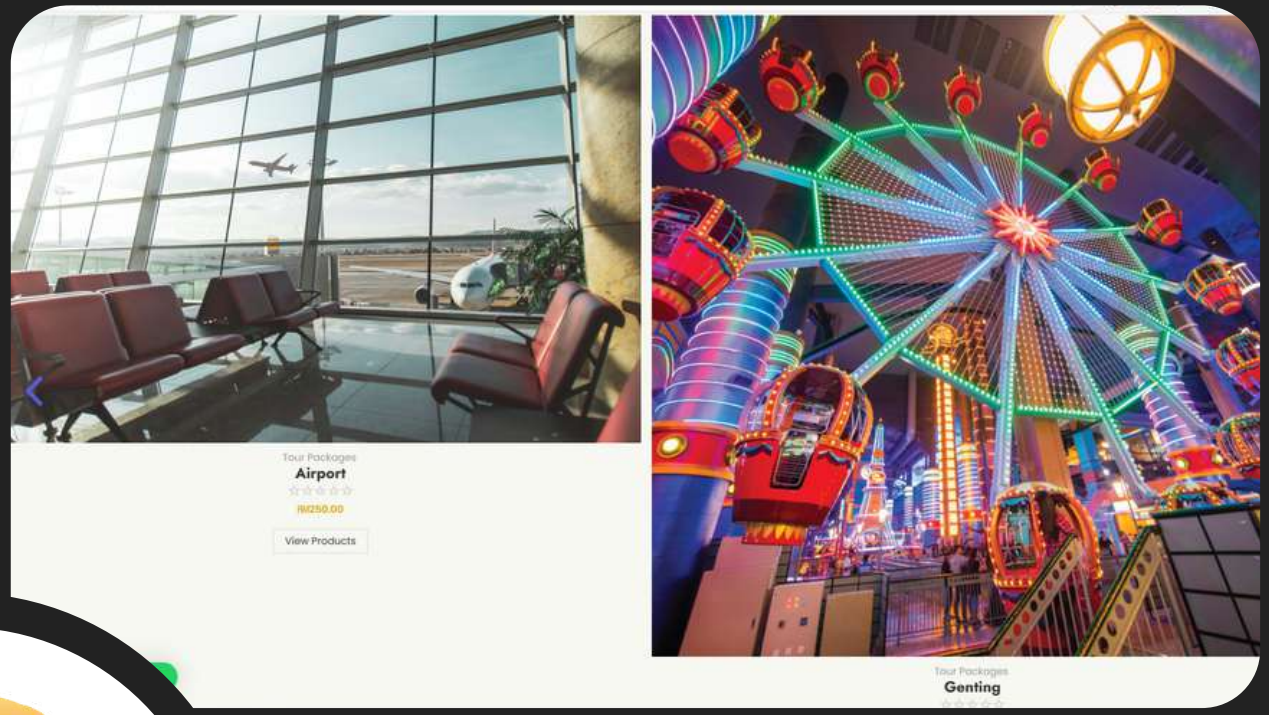 Tour Packages
Airport
RM250.00
View Products
Tour Packages
Genting